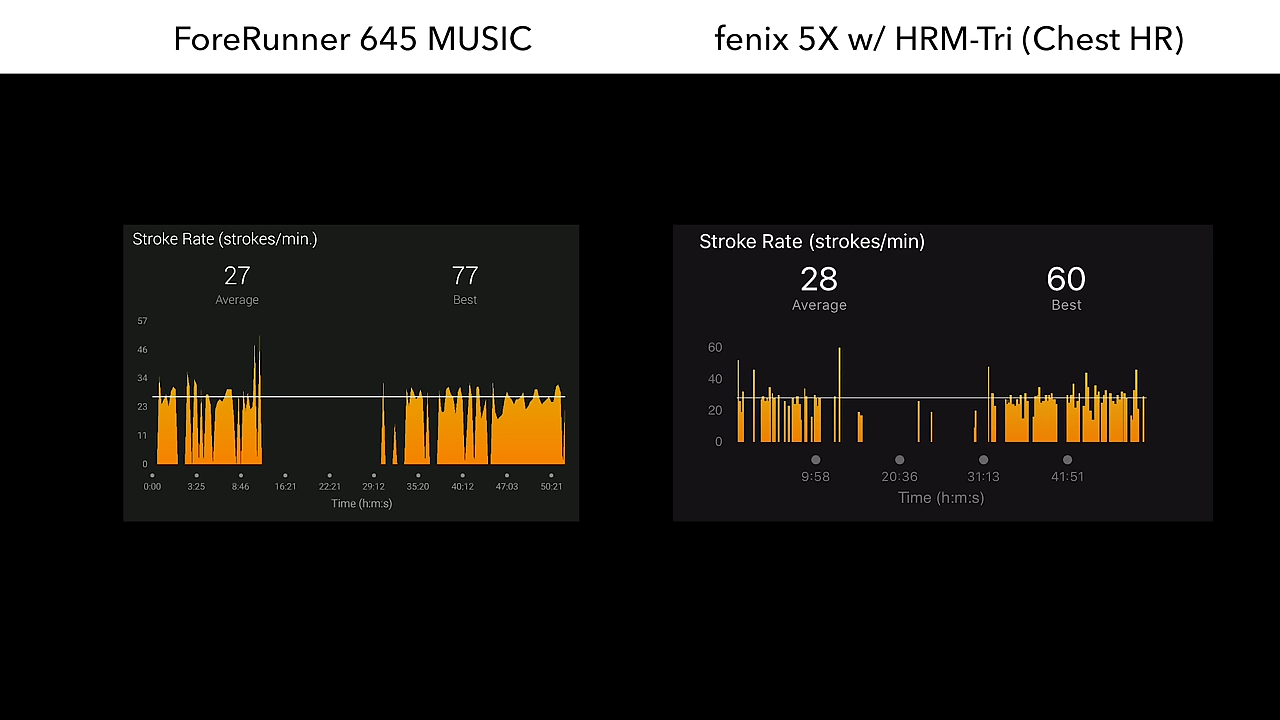 ForeRunner 645 MUSIC
fenix 5X w/ HRM-Tri (Chest HR)
Stroke Rate (strokes/min.)
27
77
Average
Best
57
46
34
23
11
0
0:00 3:25 8:46 16:21 22:21 29:12 35:20 40:12 47:03 50:21
Time (h:m:s)
Stroke Rate (strokes/min)
28
60
Average
Best
60
40
20
0
9:58 20:36 31:13 41:51
Time (h:m:s)